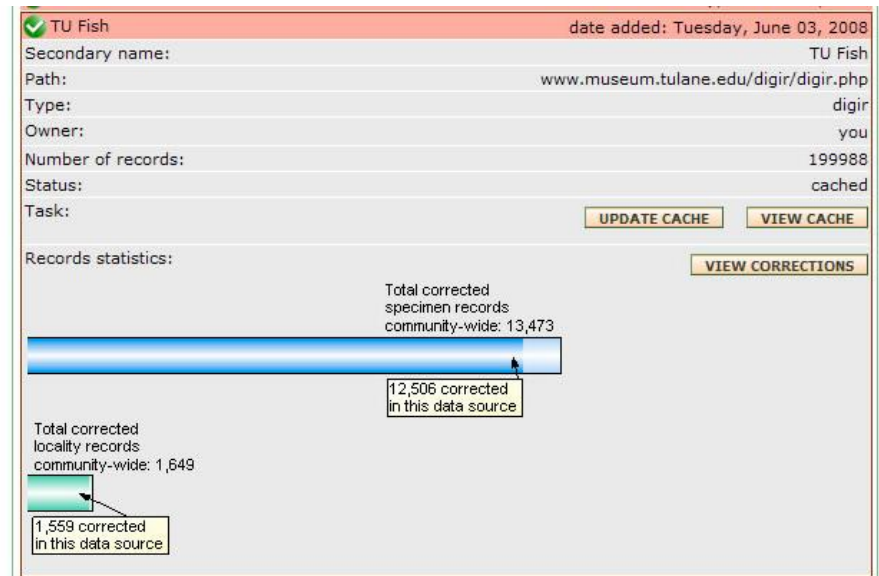 TU Fish date added: Tuesday, June 03, 2008
Secondary name: TU Fish
Path: www.museum.tulane.edu/digir/digir.php
Type: digir
Owner: you
Number of records: 199988
Status: cached
Task: UPDATE CACHE VIEW CACHE
Records statistics: VIEW CORRECTIONS
Total corrected
specimen records
community-wide: 13,473
12,506 corrected
in this data source
Total corrected
locality records
community-wide: 1,649
1,559 corrected
in this data source